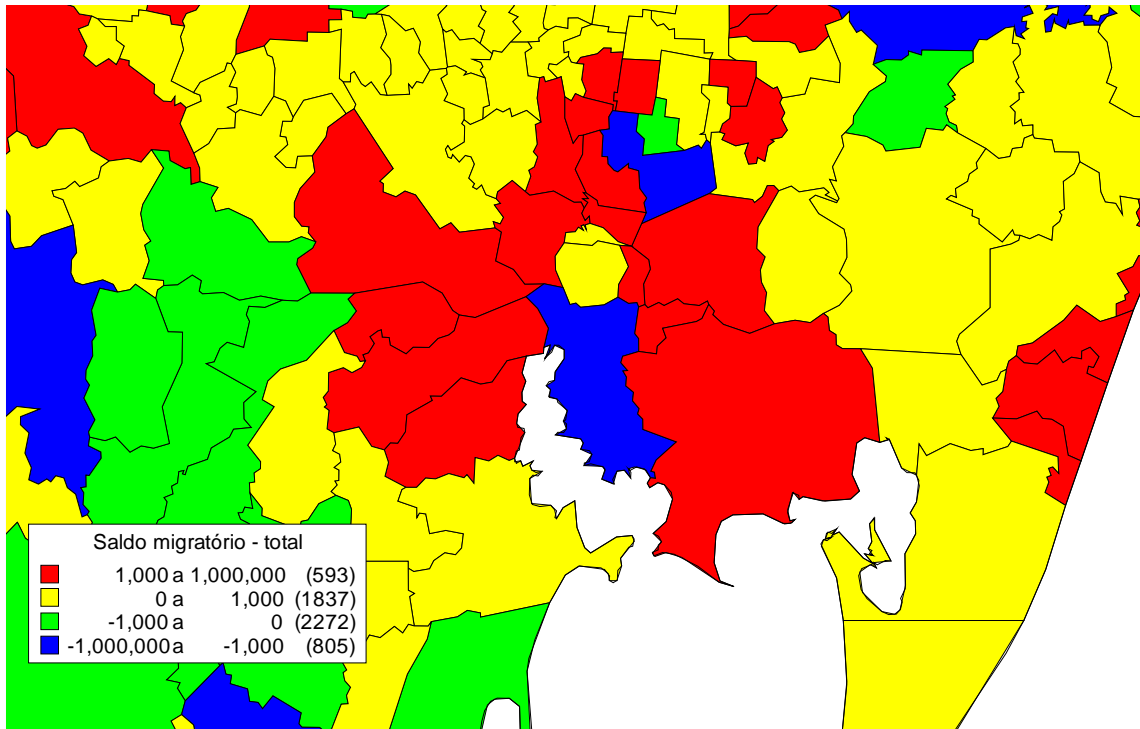 Saldo migratório - total
1,000 a 1,000,000 (593)
0 a 1,000 (1837)
-1,000 a 0 (2272)
-1,000,000 a -1,000 (805)